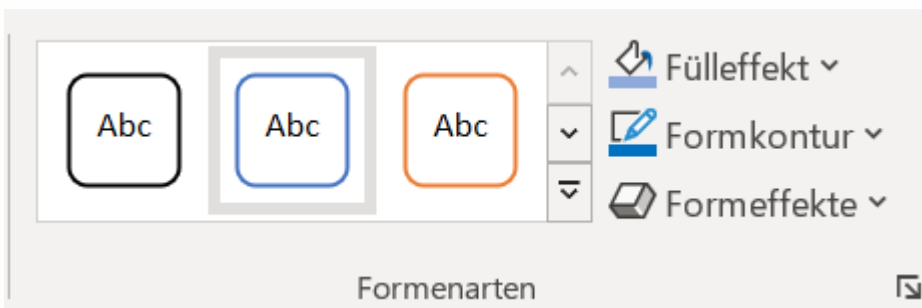 Abc Abc Abc
Fülleffekt
Formkontur
Formeffekte
Formenarten